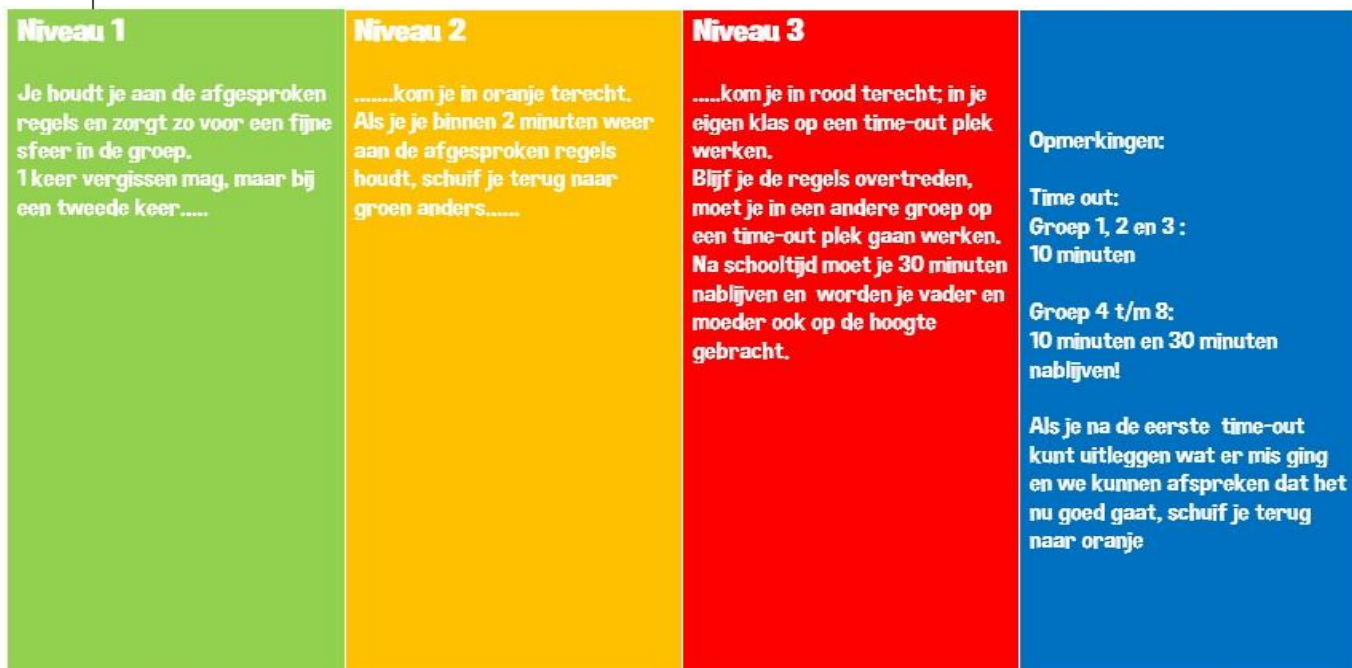 Niveau 1
Je houdt je aan de afgesproken
regels en zorgt zo voor een fijne
sfeer in de groep.
1 keer vergissen mag, maar bij
een tweede keer.....
Niveau 2
.......kom je in oranje terecht.
Als je je binnen 2 minuten weer
aan de afgesproken regels
houdt, schuif je terug naar
groen anders......
Niveau 3
.....kom je in rood terecht; in je
eigen klas op een time-out plek
werken.
Blijf je de regels overtreden,
moet je in een andere groep op
een time-out plek gaan werken.
Na schooltijd moet je 30 minuten
nablijven en worden je vader en
moeder ook op de hoogte
gebracht.
Opmerkingen:
Time out:
Groep 1, 2 en 3 :
10 minuten
Groep 4 t/m 8:
10 minuten en 30 minuten
nablijven!
Als je na de eerste time-out
kunt uitleggen wat er mis ging
en we kunnen afspreken dat het
nu goed gaat, schuif je terug
naar oranje